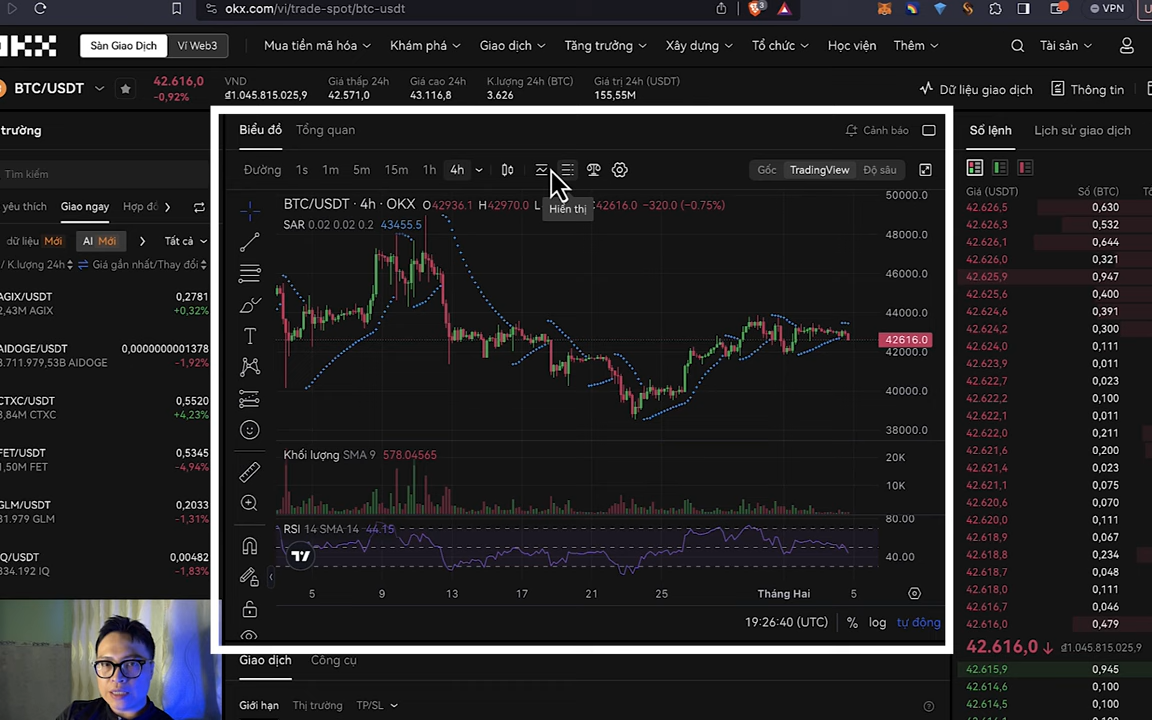 okx.com/vi/trade-spot/btc-usdt
3
VPN
OKX
Sàn Giao Dịch
Ví Web3
Mua tiền mã hóa
Khám phá
Giao dịch
Tăng trưởng
Xây dựng
Tổ chức
Học viện
Thêm
Tài sản
BTC/USDT
42.616,0
-0,92%
VND
₫1.045.815.025,9
Giá thấp 24h
42.571,0
Giá cao 24h
43.116,8
K.lượng 24h (BTC)
3.626
Giá trị 24h (USDT)
155,55M
Dữ liệu giao dịch
Thông tin
trường
Tìm kiếm
yêu thích
Giao ngay
Hợp đồ
dữ liệu Mới
AI Mới
Tất cả
/ K.lượng 24h
Giá gần nhất/Thay đổi
AGIX/USDT
2,43M AGIX
0,2781
+0,32%
AIDOGE/USDT
3.711.979,53B AIDOGE
0,0000000001378
-1,92%
CTXC/USDT
3,84M CTXC
0,5520
+4,23%
FET/USDT
1,50M FET
0,5345
-4,94%
GLM/USDT
31.979 GLM
0,2033
-1,31%
IQ/USDT
334.192 IQ
0,00482
-1,83%
Biểu đồ
Tổng quan
Cảnh báo
Đường
1s
1m
5m
15m
1h
4h
Gốc
TradingView
Độ sâu
Hiển thị
BTC/USDT · 4h · OKX O42936.1 H42970.0 L C42616.0 -320.0 (-0.75%)
SAR 0.02 0.02 0.2 43455.5
50000.0
48000.0
46000.0
44000.0
42616.0
42000.0
40000.0
38000.0
Khối lượng SMA 9 578.04565
20K
10K
RSI 14 SMA 14 44.15
80.00
40.00
5
9
13
17
21
25
Tháng Hai
5
19:26:40 (UTC)
%
log
tự động
Giao dịch
Công cụ
Giới hạn
Thị trường
TP/SL
Sổ lệnh
Lịch sử giao dịch
Giá (USDT)
Số (BTC)
42.626,5 0,630
42.626,3 0,532
42.626,1 0,644
42.626,0 0,321
42.625,9 0,947
42.625,6 0,400
42.624,6 0,391
42.624,2 0,300
42.624,0 0,111
42.623,9 0,011
42.622,7 0,023
42.622,2 0,100
42.622,1 0,011
42.622,0 0,211
42.621,6 0,200
42.621,4 0,023
42.621,2 0,100
42.620,6 0,070
42.620,0 0,111
42.618,9 0,067
42.618,8 0,234
42.618,7 0,048
42.618,0 0,111
42.617,7 0,046
42.616,0 0,479
42.616,0 ₫1.045.815.025,9
42.615,9 0,945
42.614,6 0,100
42.614,5 0,100